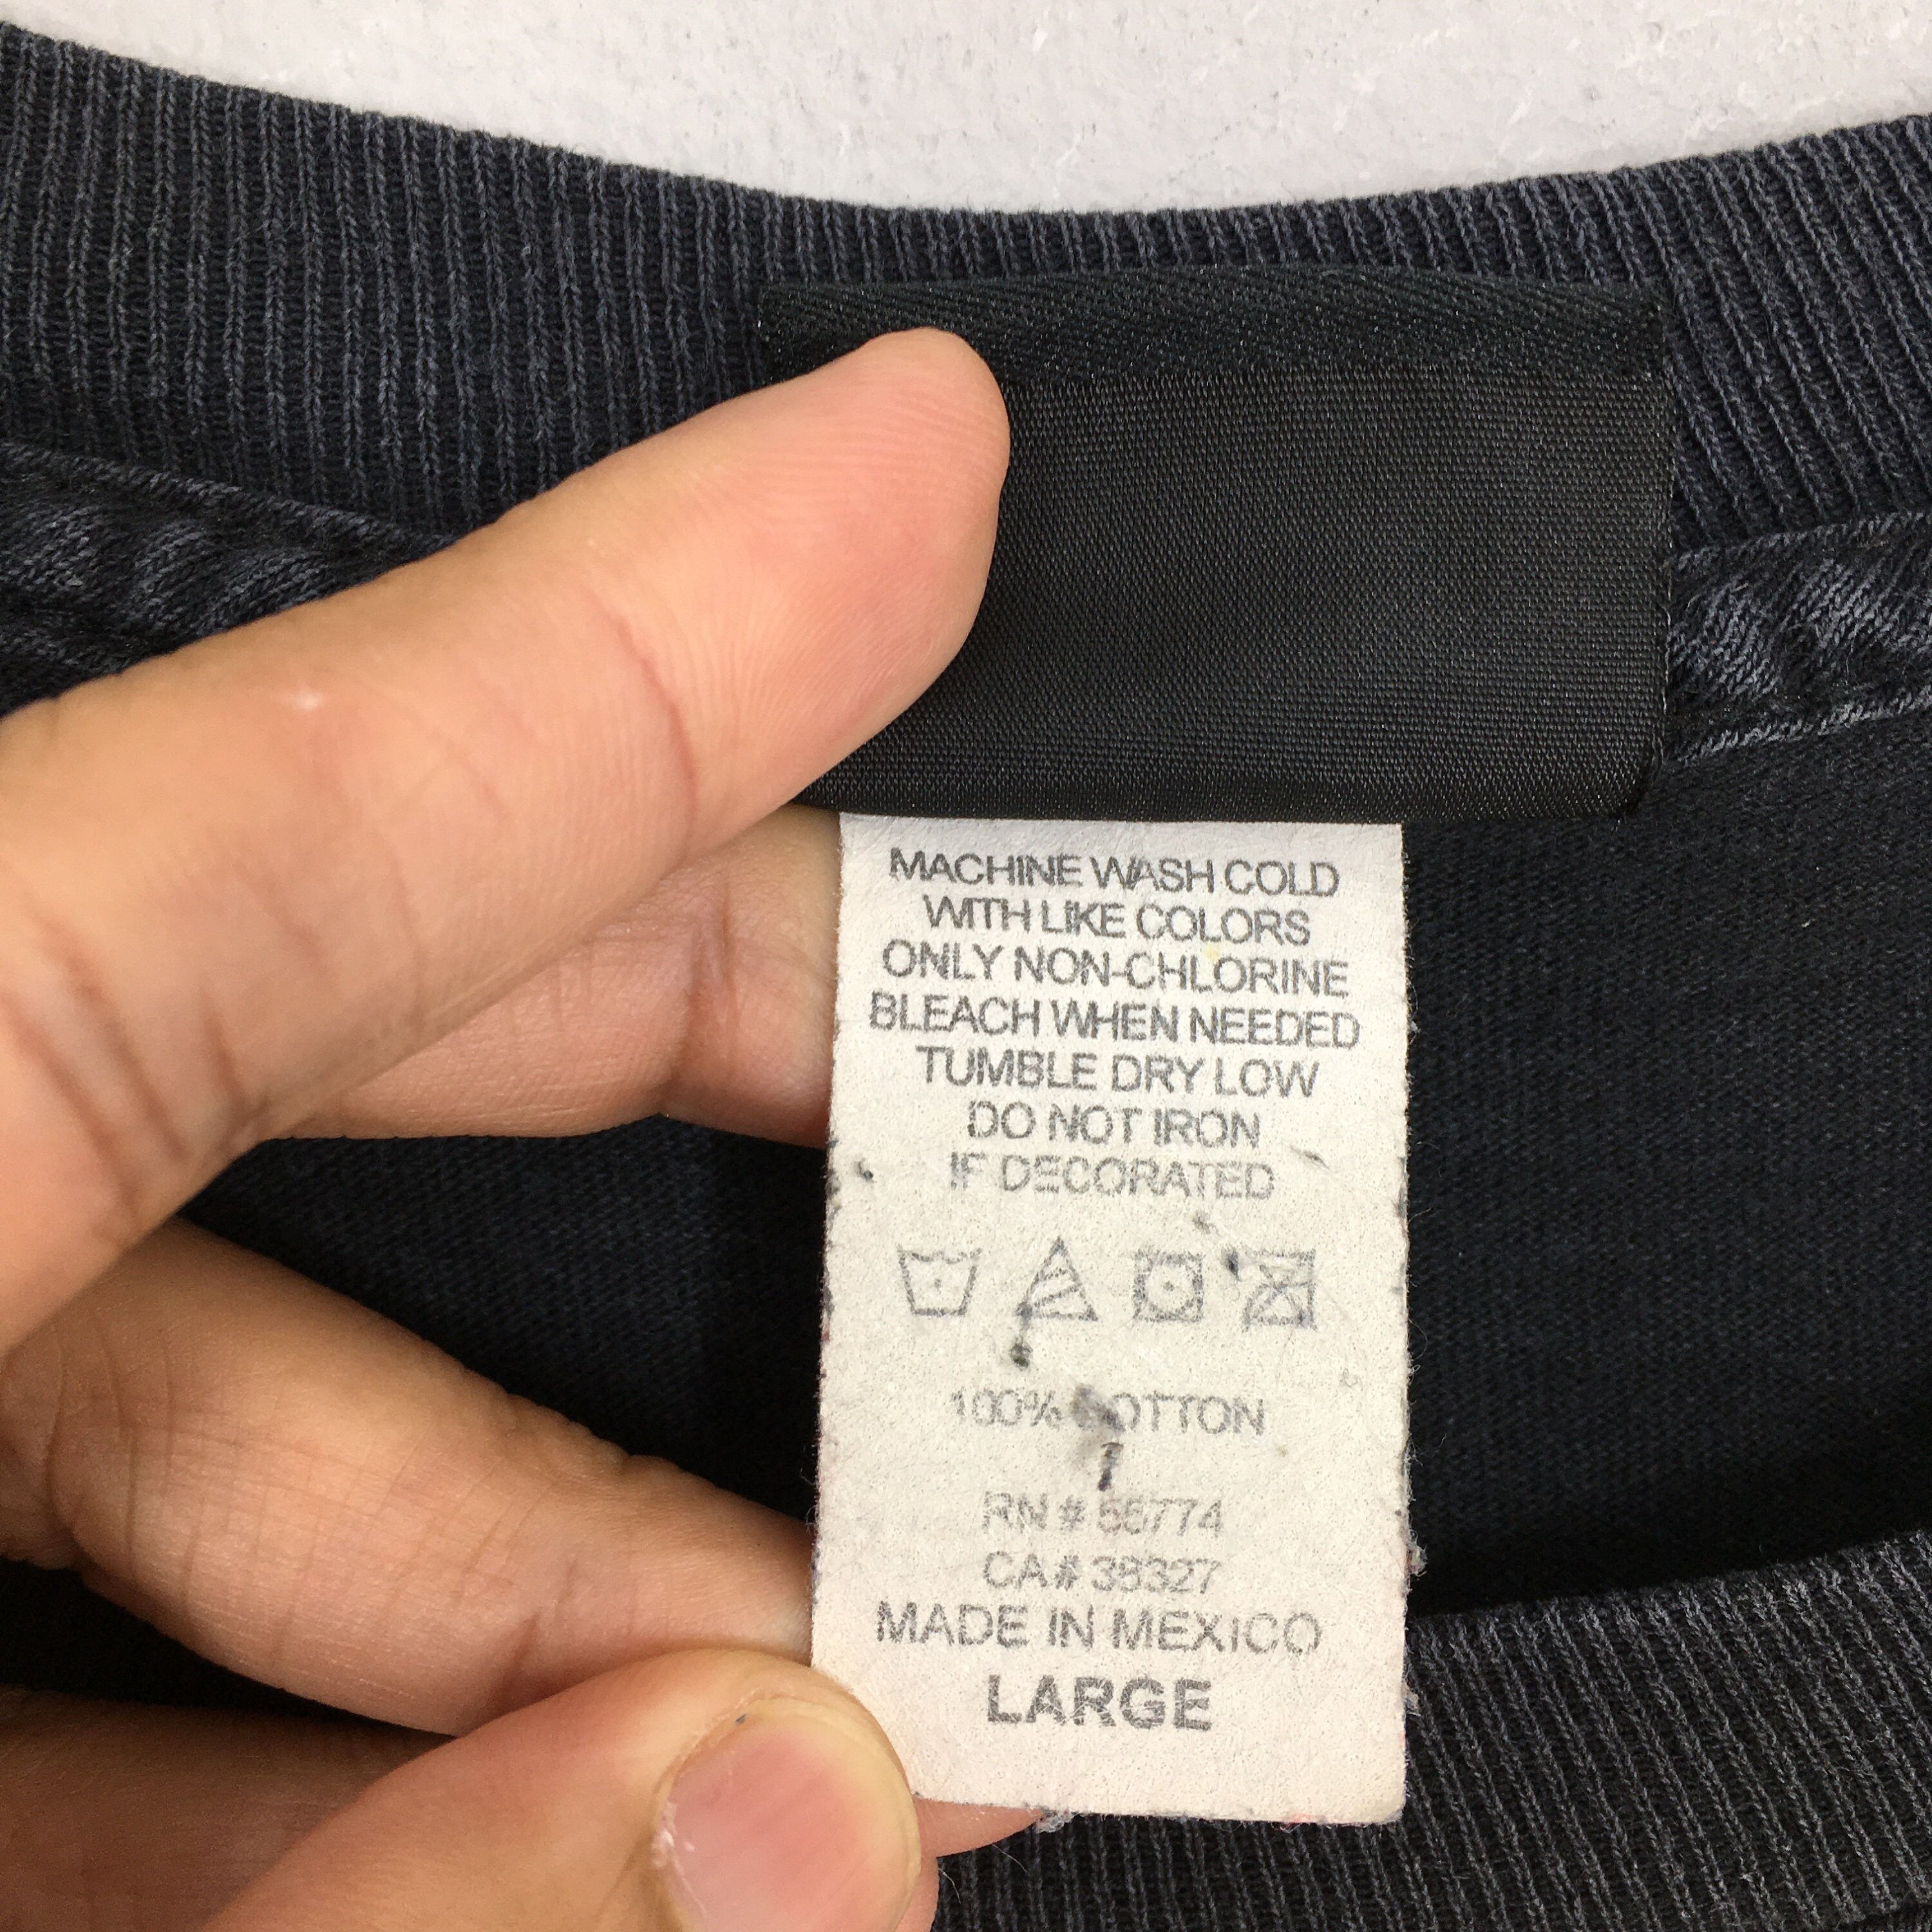 MACHINE WASH COLD
WITH LIKE COLORS
ONLY NON-CHLORINE
BLEACH WHEN NEEDED
TUMBLE DRY LOW
DO NOT IRON
IF DECORATED
100% COTTON
RN # 55774
CA# 38327
MADE IN MEXICO
LARGE